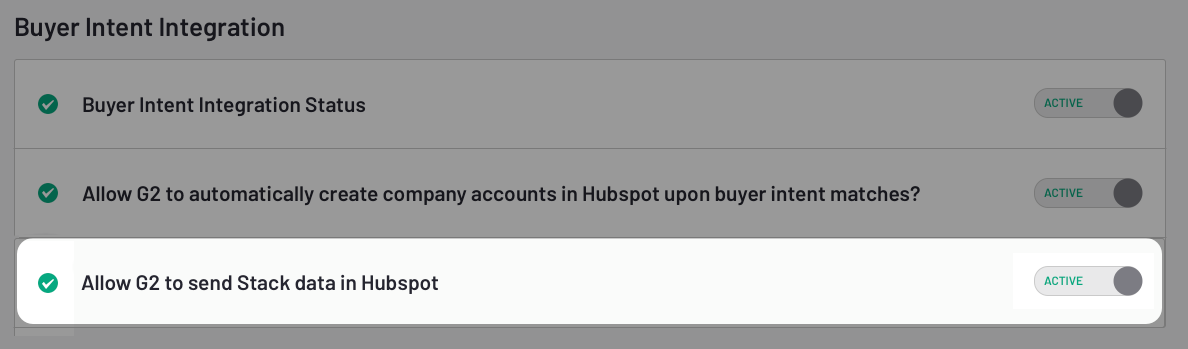 Buyer Intent Integration
Buyer Intent Integration Status
ACTIVE
Allow G2 to automatically create company accounts in Hubspot upon buyer intent matches?
ACTIVE
Allow G2 to send Stack data in Hubspot
ACTIVE